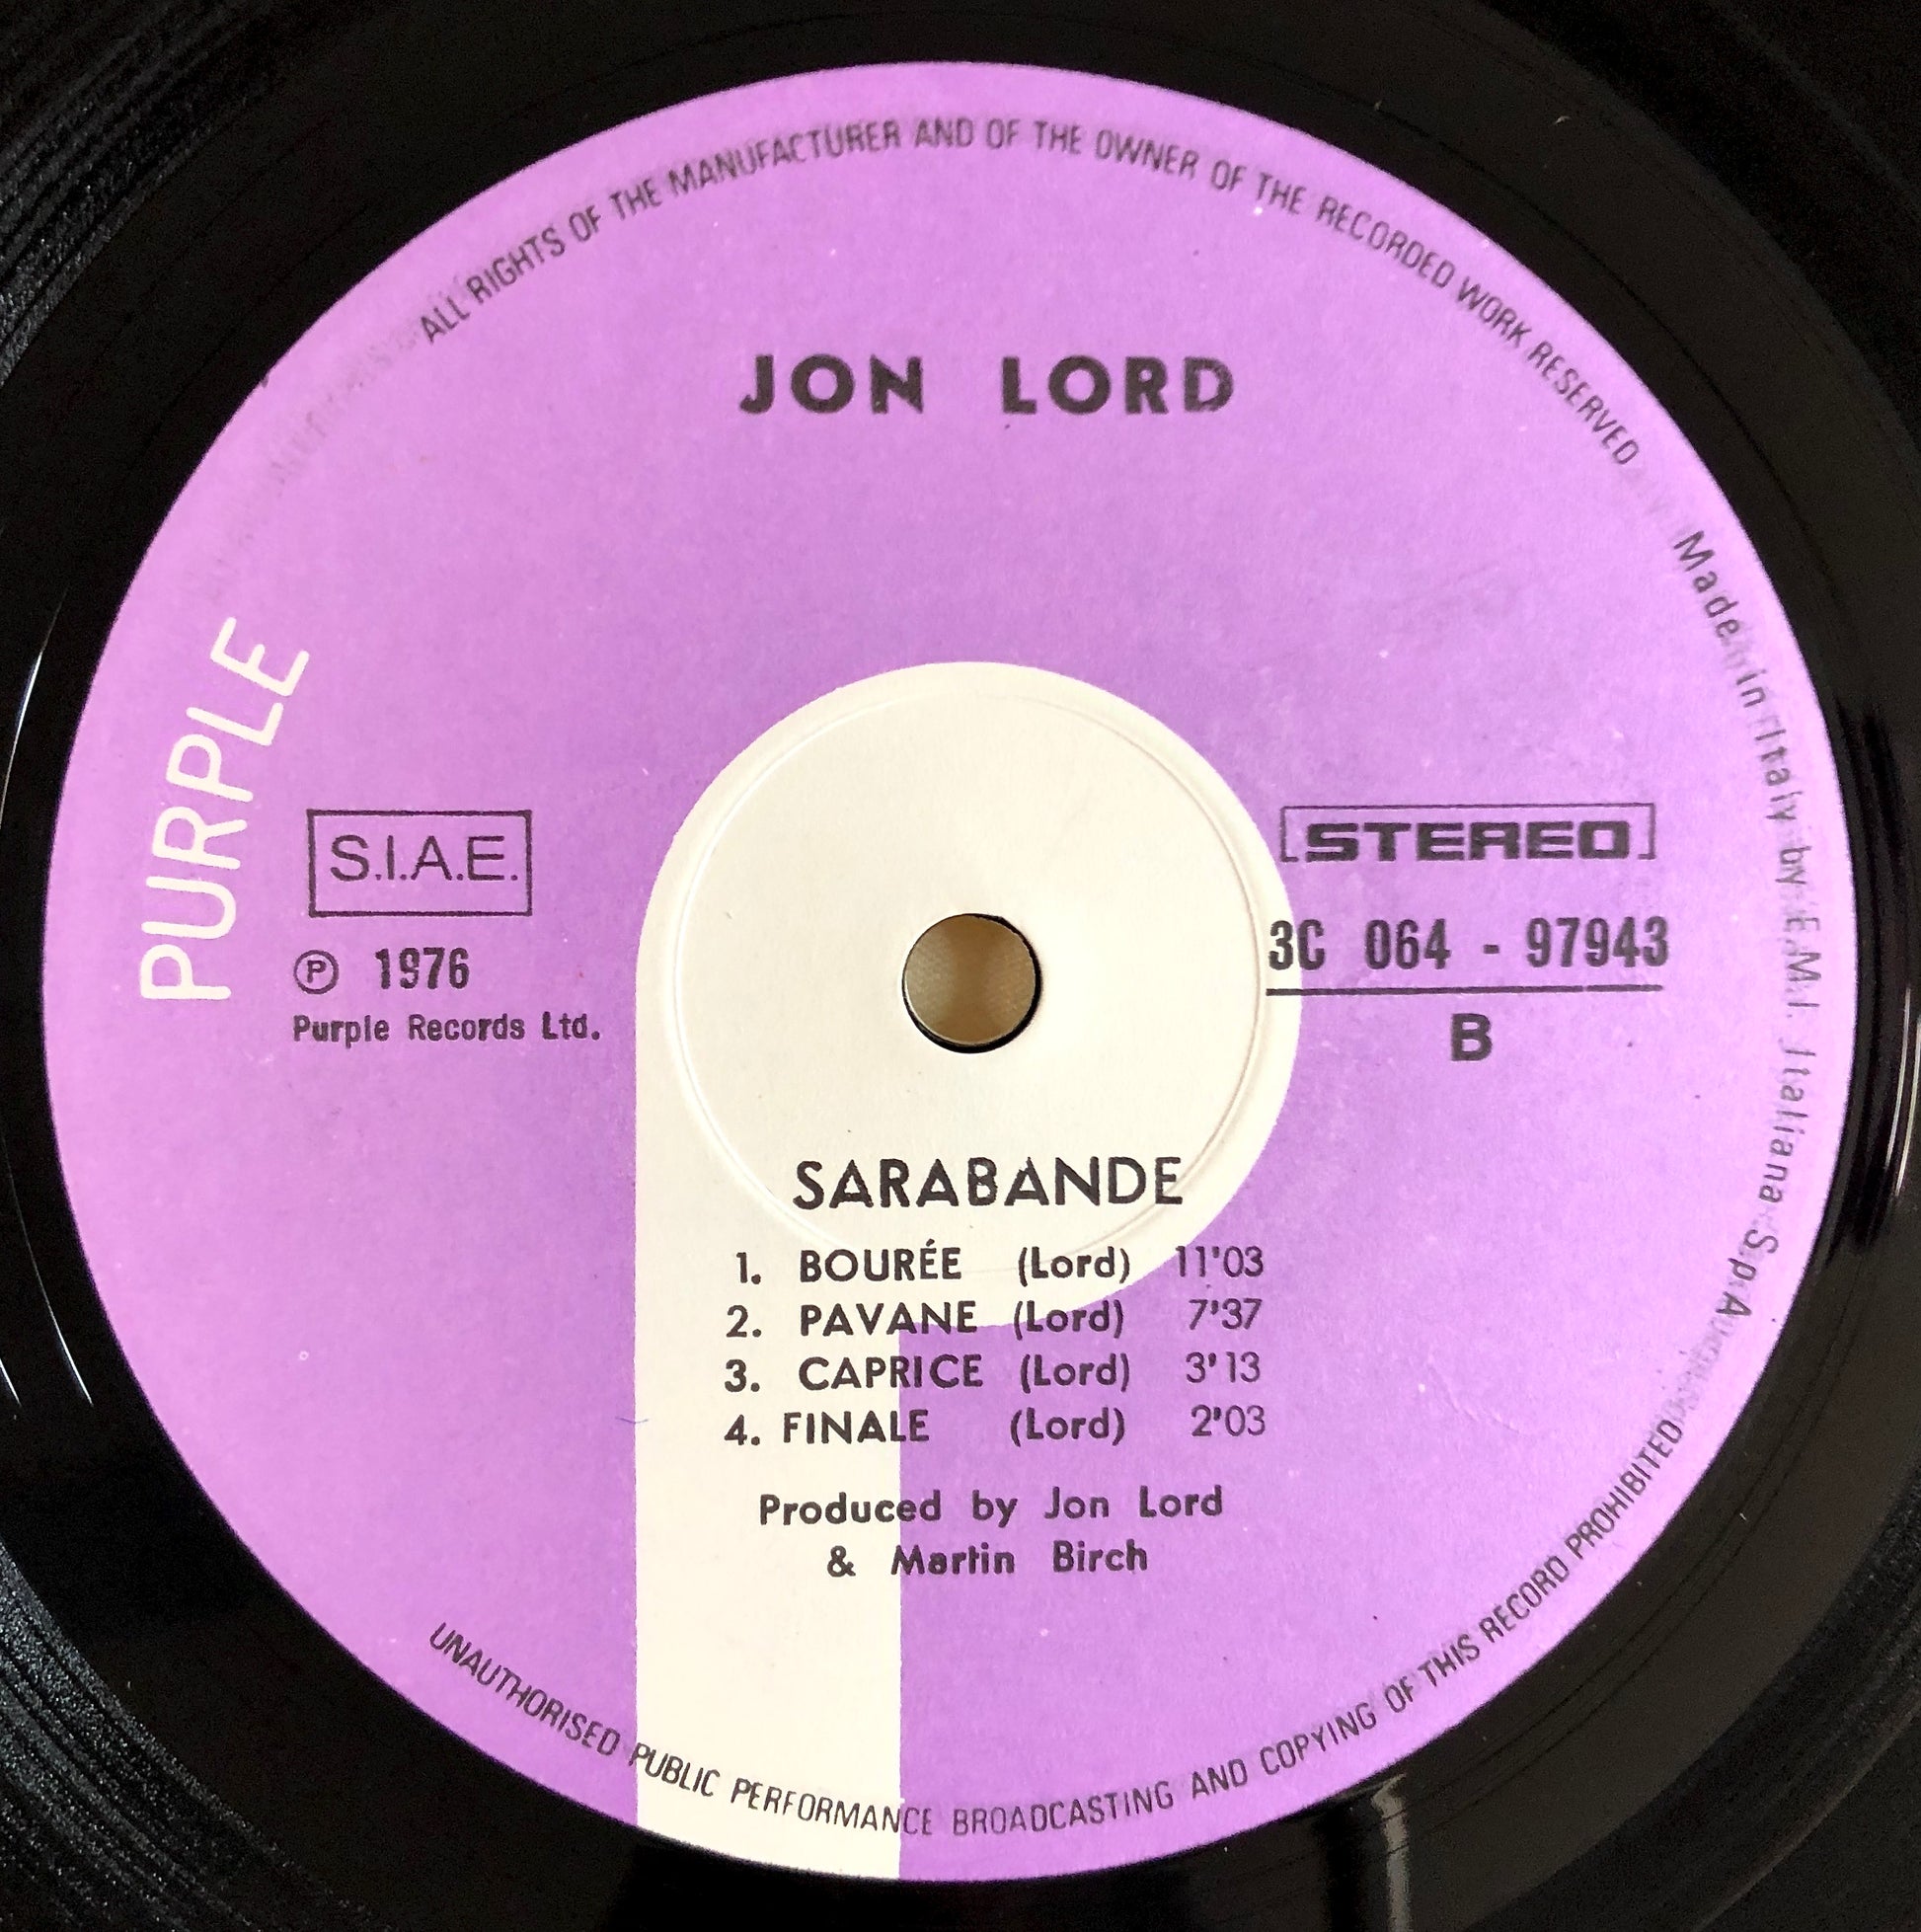 ALL RIGHTS OF THE MANUFACTURER AND OF THE OWNER OF THE RECORDED WORK RESERVED
Made in Italy by E.M.I. Italiana S.p.A.
JON LORD
PURPLE
S.I.A.E.
℗ 1976
Purple Records Ltd.
STEREO
3C 064 - 97943
B
SARABANDE
1. BOURÉE (Lord) 11'03
2. PAVANE (Lord) 7'37
3. CAPRICE (Lord) 3'13
4. FINALE (Lord) 2'03
Produced by Jon Lord
& Martin Birch
UNAUTHORISED PUBLIC PERFORMANCE BROADCASTING AND COPYING OF THIS RECORD PROHIBITED